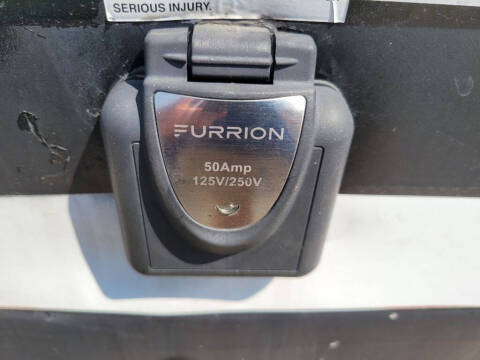 SERIOUS INJURY.
FURRION
50Amp
125V/250V